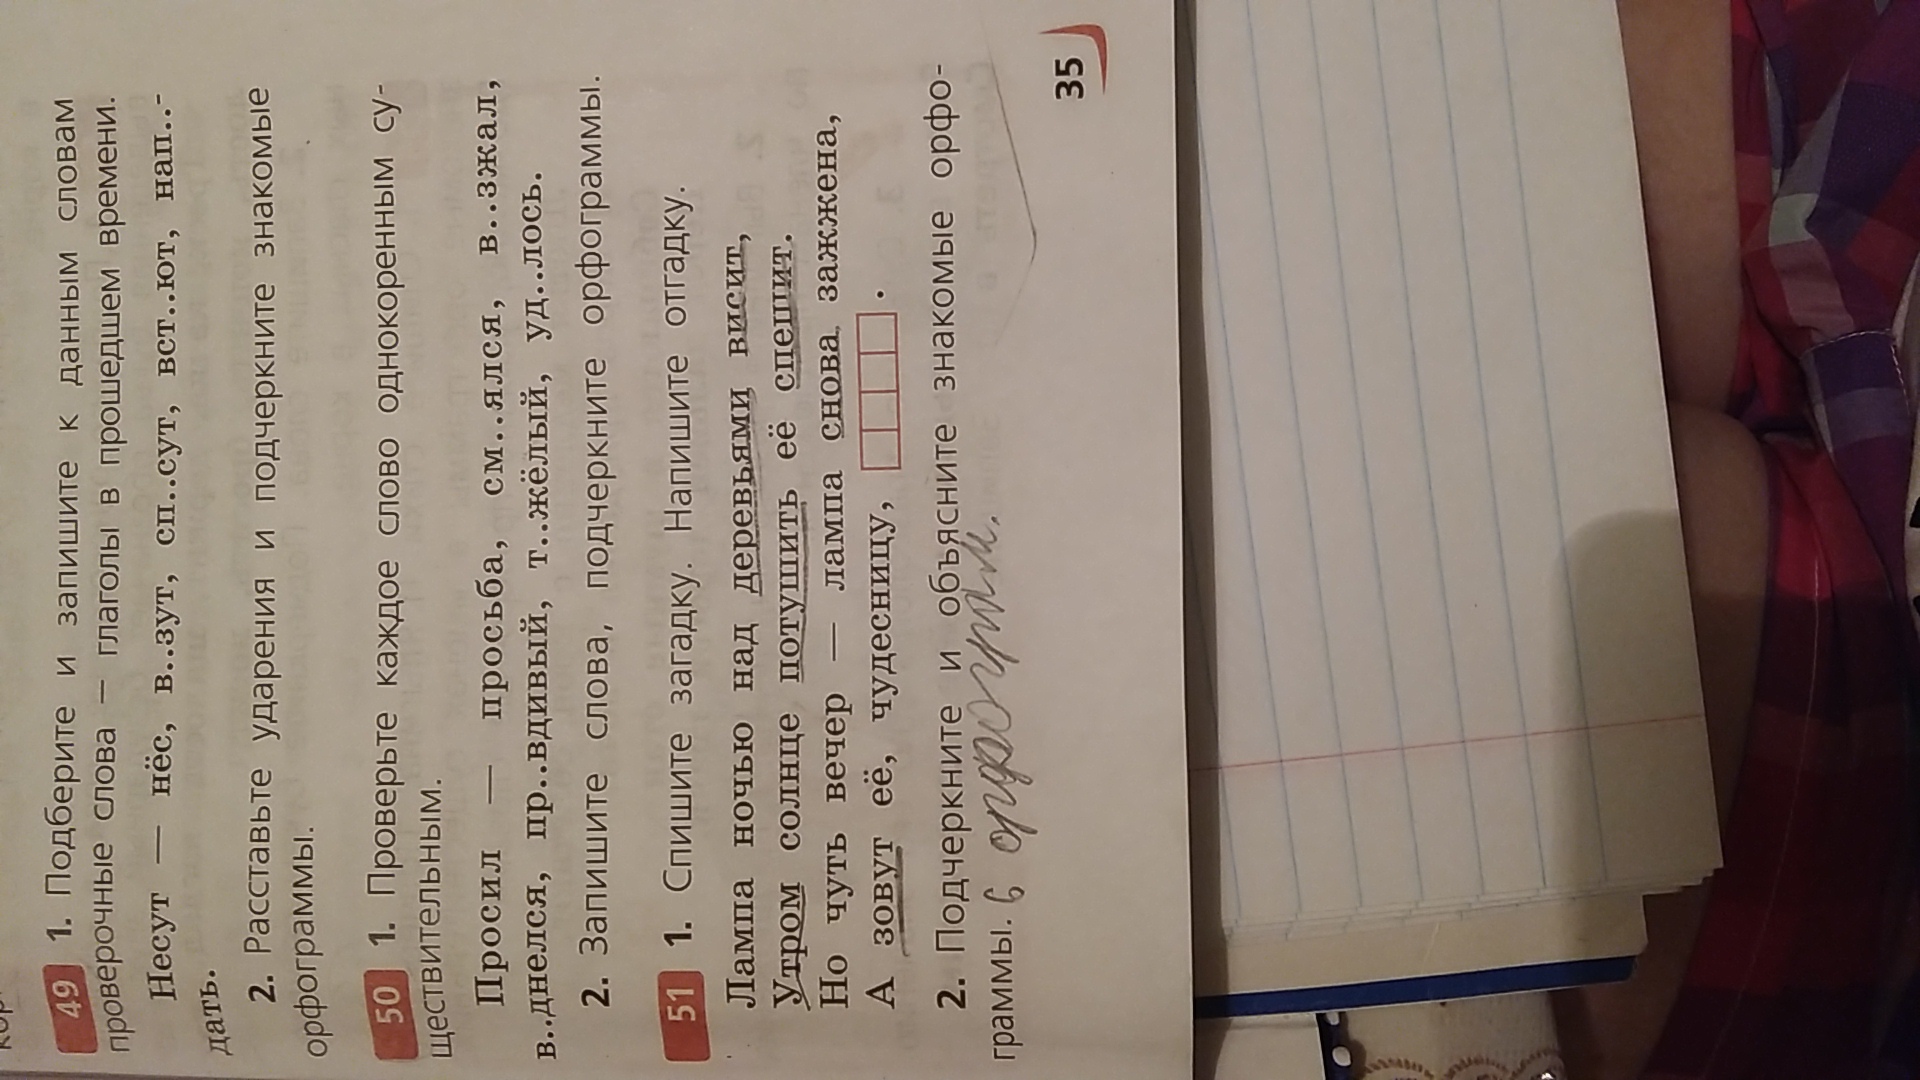 49 1. Подберите и запишите к данным словам
проверочные слова — глаголы в прошедшем времени.
Несут — нёс, в..зут, сп..сут, вст..ют, нап..-
дать.
2. Расставьте ударения и подчеркните знакомые
орфограммы.
50 1. Проверьте каждое слово однокоренным су-
ществительным.
Просил — просьба, см..ялся, в..зжал,
в..днелся, пр..вдивый, т..жёлый, уд..лось.
2. Запишите слова, подчеркните орфограммы.
51 1. Спишите загадку. Напишите отгадку.
Лампа ночью над деревьями висит,
Утром солнце потушить её спешит.
Но чуть вечер — лампа снова зажжена,
А зовут её, чудесницу, .
2. Подчеркните и объясните знакомые орфо-
граммы. 6 орфограм.
35